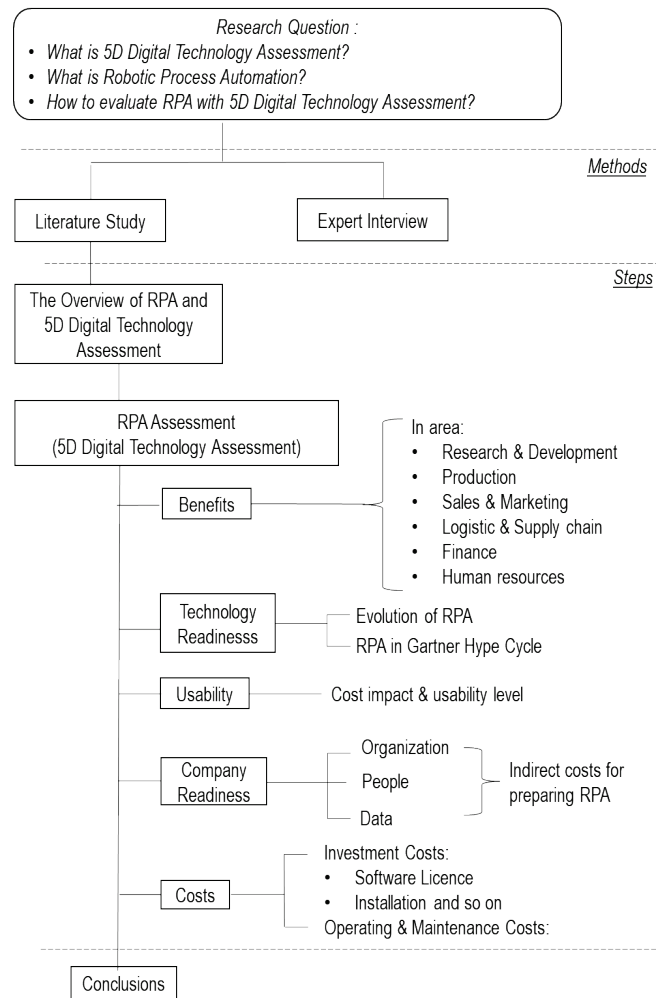 Research Question :
• What is 5D Digital Technology Assessment?
• What is Robotic Process Automation?
• How to evaluate RPA with 5D Digital Technology Assessment?
Methods
Literature Study
Expert Interview
Steps
The Overview of RPA and
5D Digital Technology
Assessment
RPA Assessment
(5D Digital Technology Assessment)
Benefits
In area:
• Research & Development
• Production
• Sales & Marketing
• Logistic & Supply chain
• Finance
• Human resources
Technology
Readinesss
Evolution of RPA
RPA in Gartner Hype Cycle
Usability
Cost impact & usability level
Company
Readiness
Organization
People
Data
Indirect costs for
preparing RPA
Costs
Investment Costs:
• Software Licence
• Installation and so on
Operating & Maintenance Costs:
Conclusions